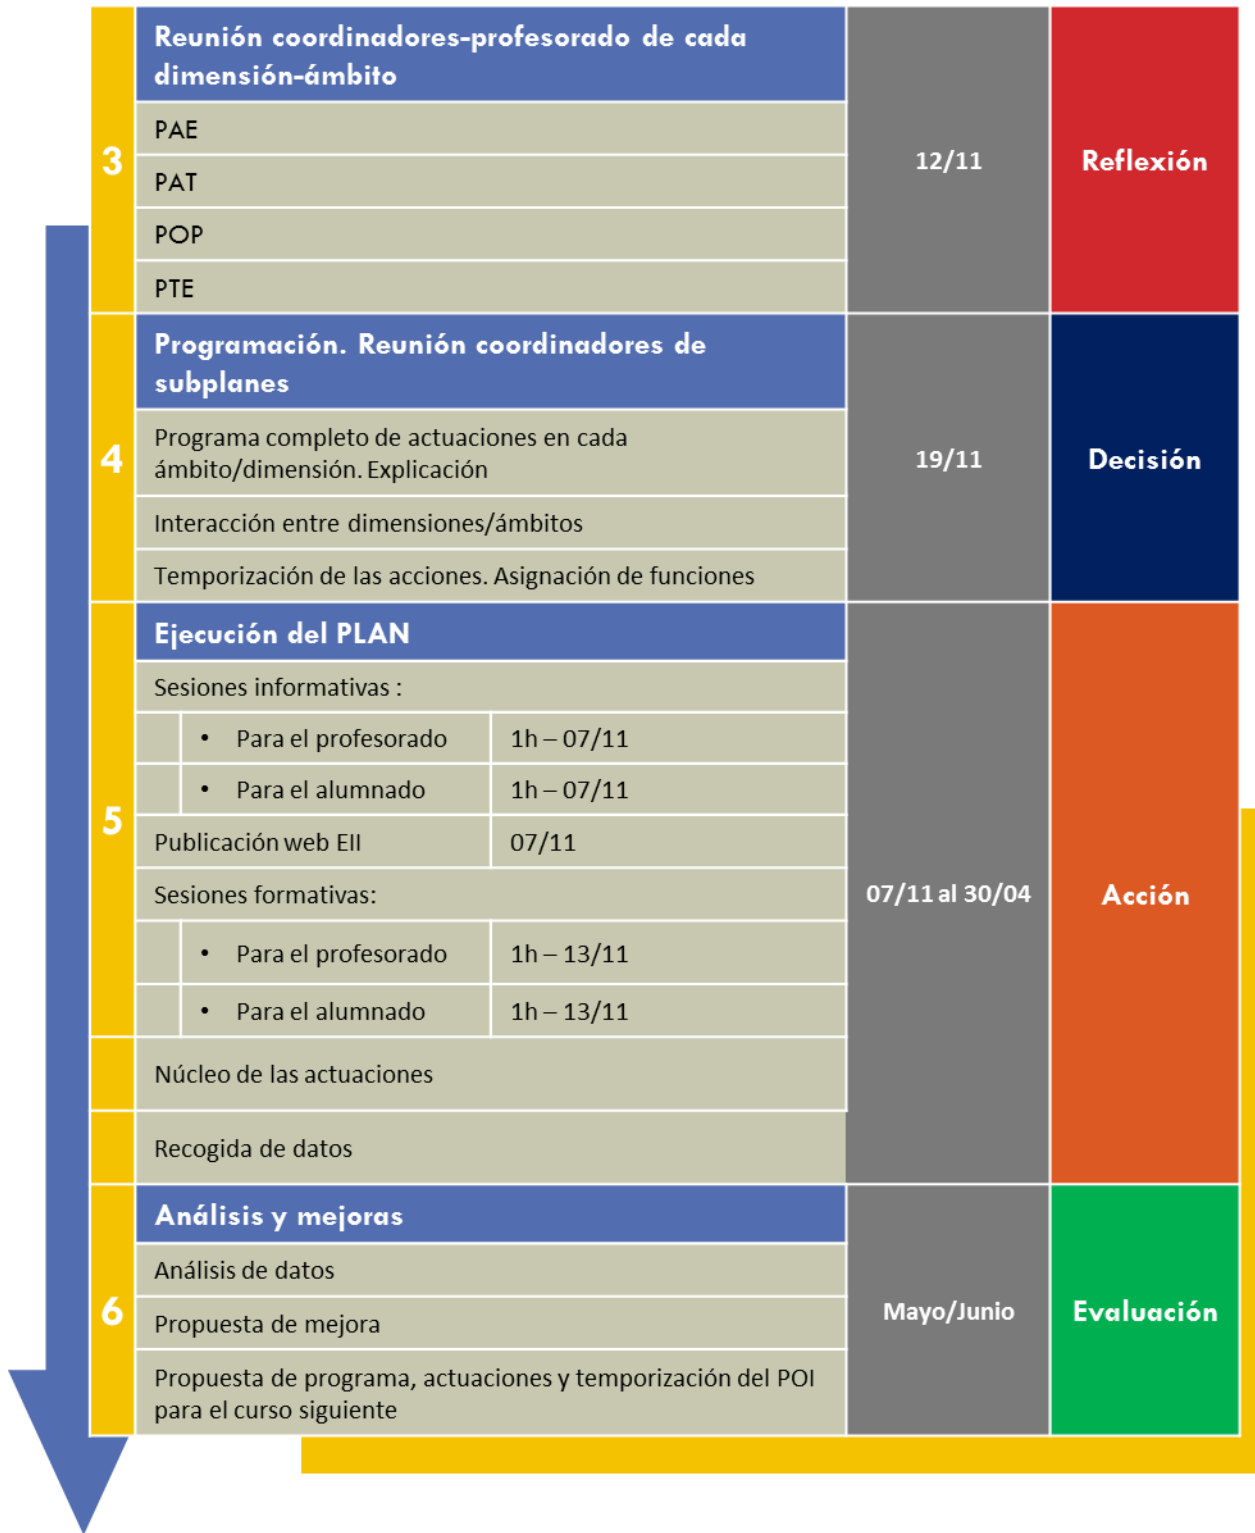 3
Reunión coordinadores-profesorado de cada
dimensión-ámbito
PAE
PAT
POP
PTE
12/11
Reflexión
4
Programación. Reunión coordinadores de
subplanes
Programa completo de actuaciones en cada
ámbito/dimensión. Explicación
Interacción entre dimensiones/ámbitos
Temporización de las acciones. Asignación de funciones
19/11
Decisión
5
Ejecución del PLAN
Sesiones informativas :
• Para el profesorado 1h – 07/11
• Para el alumnado 1h – 07/11
Publicación web EII 07/11
Sesiones formativas:
• Para el profesorado 1h – 13/11
• Para el alumnado 1h – 13/11
Núcleo de las actuaciones
Recogida de datos
07/11 al 30/04
Acción
6
Análisis y mejoras
Análisis de datos
Propuesta de mejora
Propuesta de programa, actuaciones y temporización del POI
para el curso siguiente
Mayo/Junio
Evaluación